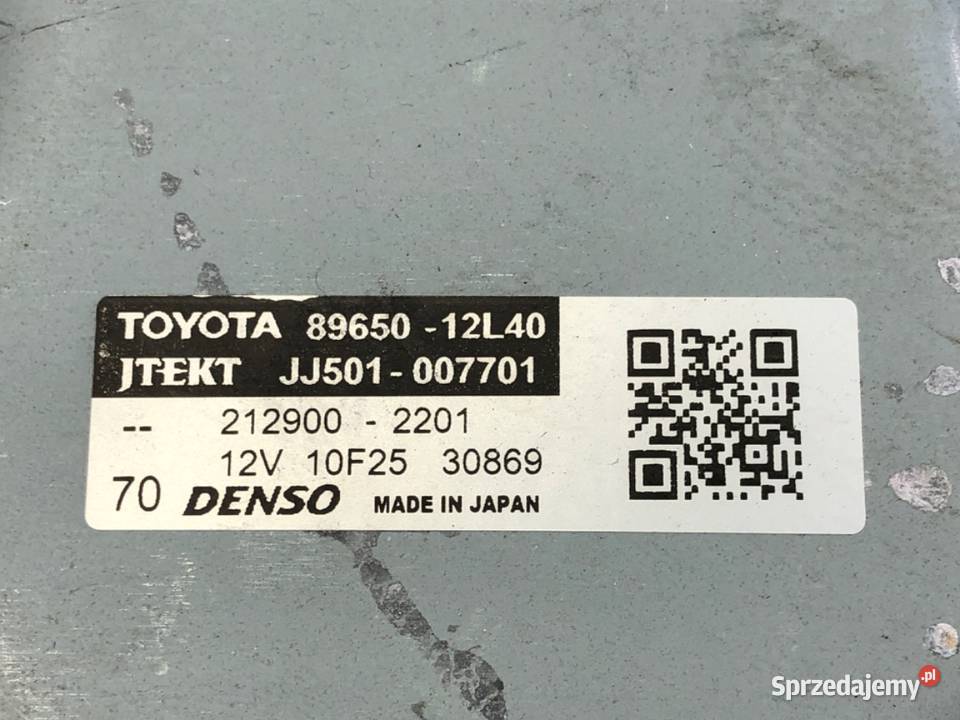 TOYOTA 89650 -12L40
JTEKT JJ501- 007701
-- 212900 - 2201
12V 10F25 30869
70 DENSO MADE IN JAPAN
Sprzedajemy .pl